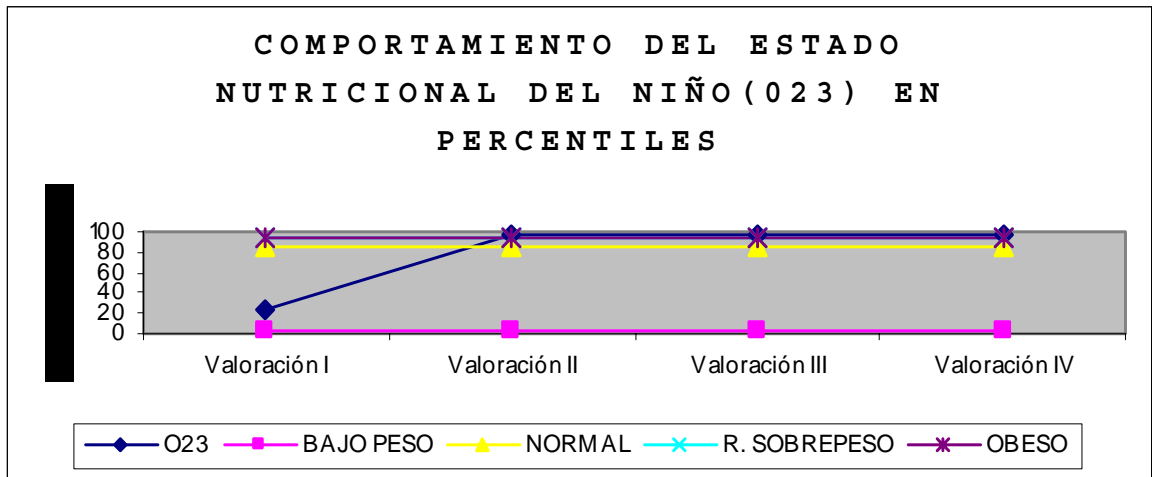 COMPORTAMIENTO DEL ESTADO
NUTRICIONAL DEL NIÑO(023) EN
PERCENTILES
100
80
60
40
20
0
Valoración I Valoración II Valoración III Valoración IV
O23 BAJO PESO NORMAL R. SOBREPESO OBESO